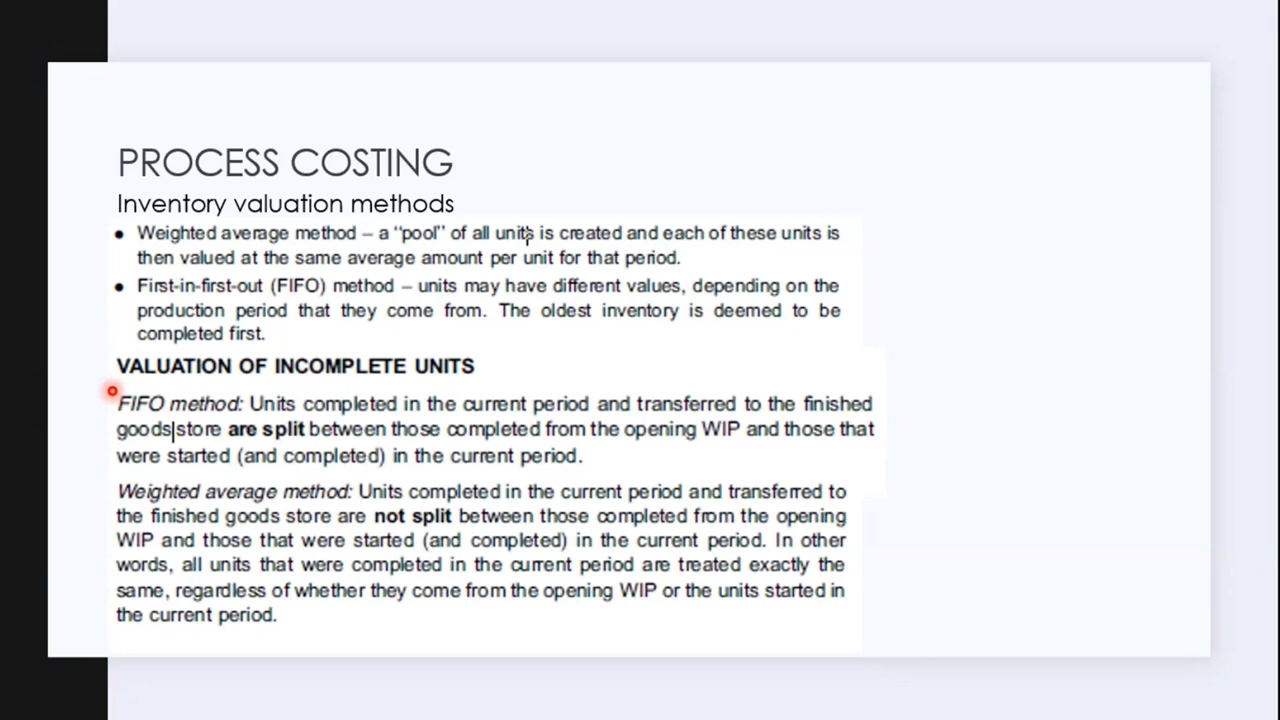 PROCESS COSTING
Inventory valuation methods
● Weighted average method – a “pool” of all units is created and each of these units is
then valued at the same average amount per unit for that period.
● First-in-first-out (FIFO) method – units may have different values, depending on the
production period that they come from. The oldest inventory is deemed to be
completed first.
VALUATION OF INCOMPLETE UNITS
FIFO method: Units completed in the current period and transferred to the finished
goods store are split between those completed from the opening WIP and those that
were started (and completed) in the current period.
Weighted average method: Units completed in the current period and transferred to
the finished goods store are not split between those completed from the opening
WIP and those that were started (and completed) in the current period. In other
words, all units that were completed in the current period are treated exactly the
same, regardless of whether they come from the opening WIP or the units started in
the current period.